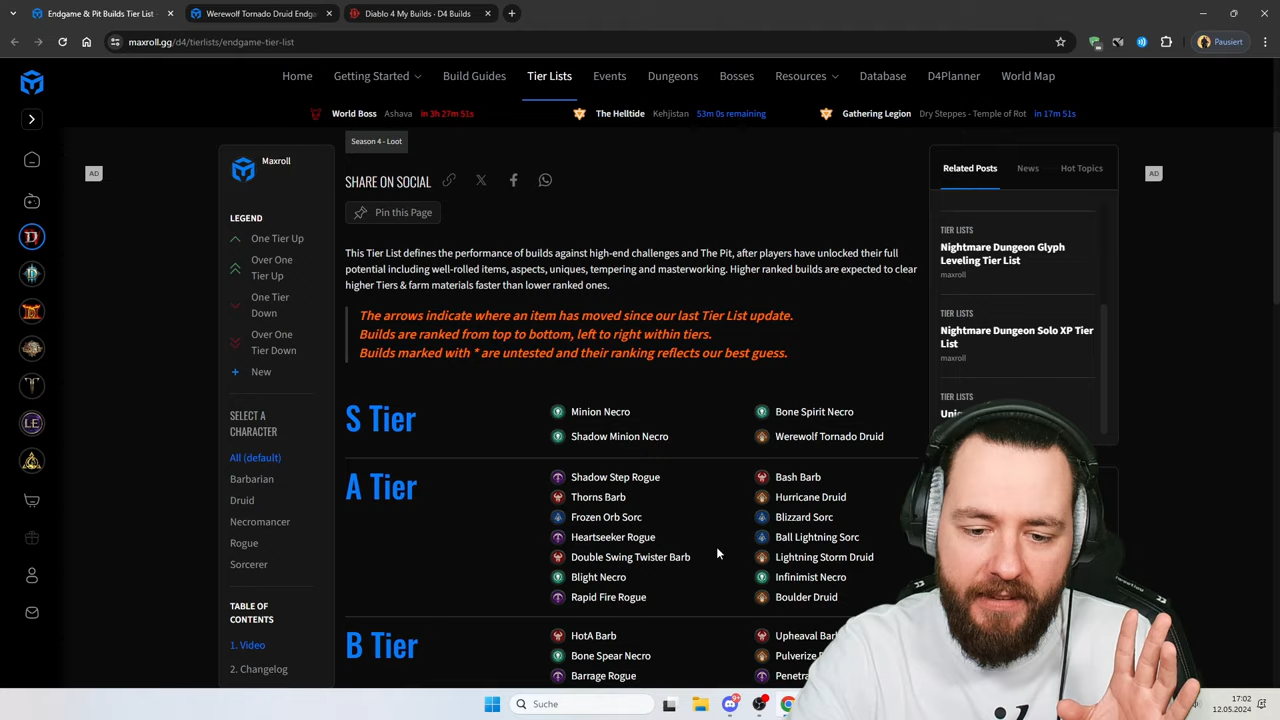 Endgame & Pit Builds Tier List
Werewolf Tornado Druid Endg
Diablo 4 My Builds · D4 Builds
maxroll.gg/d4/tierlists/endgame-tier-list
Pausiert
Home
Getting Started
Build Guides
Tier Lists
Events
Dungeons
Bosses
Resources
Database
D4Planner
World Map
World Boss Ashava in 3h 27m 51s
The Helltide Kehjistan 53m 0s remaining
Gathering Legion Dry Steppes - Temple of Rot in 17m 51s
Season 4 - Loot
AD
Maxroll
SHARE ON SOCIAL
Pin this Page
Related Posts
News
Hot Topics
AD
LEGEND
One Tier Up
Over One
Tier Up
One Tier
Down
Over One
Tier Down
New
This Tier List defines the performance of builds against high-end challenges and The Pit, after players have unlocked their full
potential including well-rolled items, aspects, uniques, tempering and masterworking. Higher ranked builds are expected to clear
higher Tiers & farm materials faster than lower ranked ones.
The arrows indicate where an item has moved since our last Tier List update.
Builds are ranked from top to bottom, left to right within tiers.
Builds marked with * are untested and their ranking reflects our best guess.
TIER LISTS
Nightmare Dungeon Glyph
Leveling Tier List
maxroll
TIER LISTS
Nightmare Dungeon Solo XP Tier
List
maxroll
TIER LISTS
SELECT A
CHARACTER
All (default)
Barbarian
Druid
Necromancer
Rogue
Sorcerer
TABLE OF
CONTENTS
1. Video
2. Changelog
S Tier
Minion Necro
Bone Spirit Necro
Shadow Minion Necro
Werewolf Tornado Druid
A Tier
Shadow Step Rogue
Bash Barb
Thorns Barb
Hurricane Druid
Frozen Orb Sorc
Blizzard Sorc
Heartseeker Rogue
Ball Lightning Sorc
Double Swing Twister Barb
Lightning Storm Druid
Blight Necro
Infinimist Necro
Rapid Fire Rogue
Boulder Druid
B Tier
HotA Barb
Upheaval Barb
Bone Spear Necro
Pulverize
Barrage Rogue
LE
Suche
17:02
12.05.2024